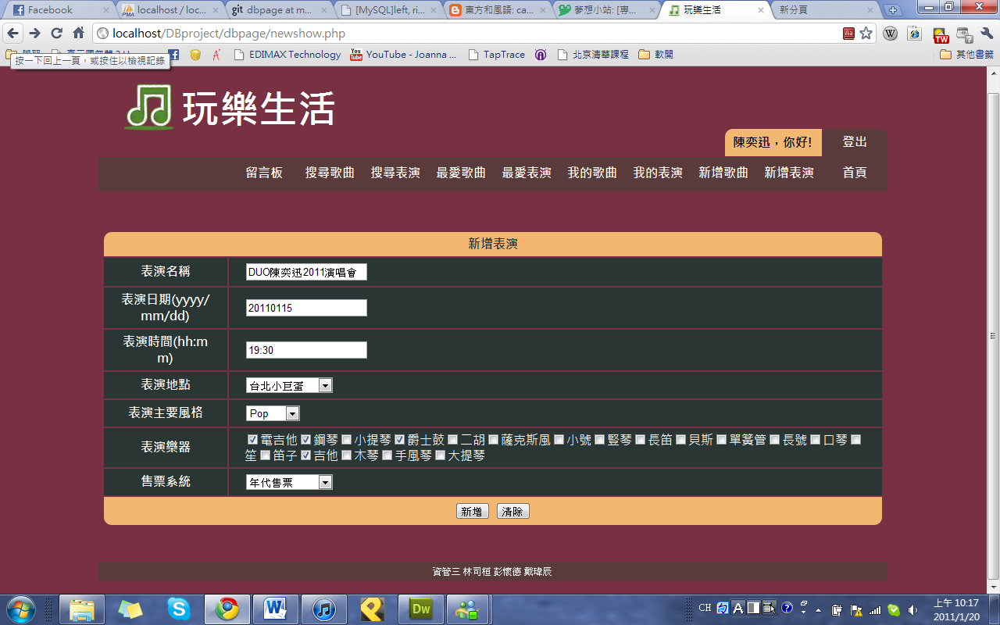 Facebook
localhost / loc...
git dbpage at m...
[MySQL]left, ri...
東方和風語: ca...
夢想小站: [專...
玩樂生活
新分頁
localhost/DBproject/dbpage/newshow.php
EDIMAX Technology
YouTube - Joanna ...
TapTrace
北京清華課程
軟開
其他書籤
按一下回上一頁，或按住以檢視記錄
玩樂生活
陳奕迅，你好!
登出
留言板 搜尋歌曲 搜尋表演 最愛歌曲 最愛表演 我的歌曲 我的表演 新增歌曲 新增表演 首頁
新增表演
表演名稱 DUO陳奕迅2011演唱會
表演日期(yyyy/
mm/dd) 20110115
表演時間(hh:m
m) 19:30
表演地點 台北小巨蛋
表演主要風格 Pop
表演樂器 電吉他 鋼琴 小提琴 爵士鼓 二胡 薩克斯風 小號 豎琴 長笛 貝斯 單簧管 長號 口琴
笙 笛子 吉他 木琴 手風琴 大提琴
售票系統 年代售票
新增 清除
資管三 林司桓 彭懷德 戴瑋辰
CH
上午 10:17
2011/1/20